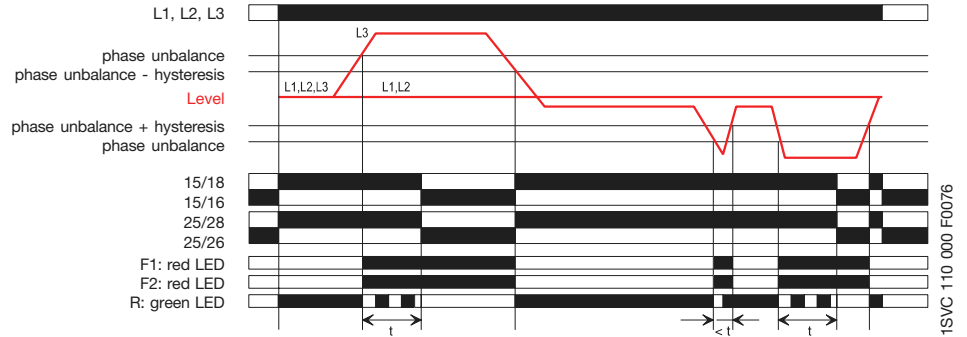 L1, L2, L3
L3
phase unbalance
phase unbalance - hysteresis
L1,L2,L3
L1,L2
Level
phase unbalance + hysteresis
phase unbalance
15/18
15/16
25/28
25/26
F1: red LED
F2: red LED
R: green LED
t
< t
t
1SVC 110 000 F0076